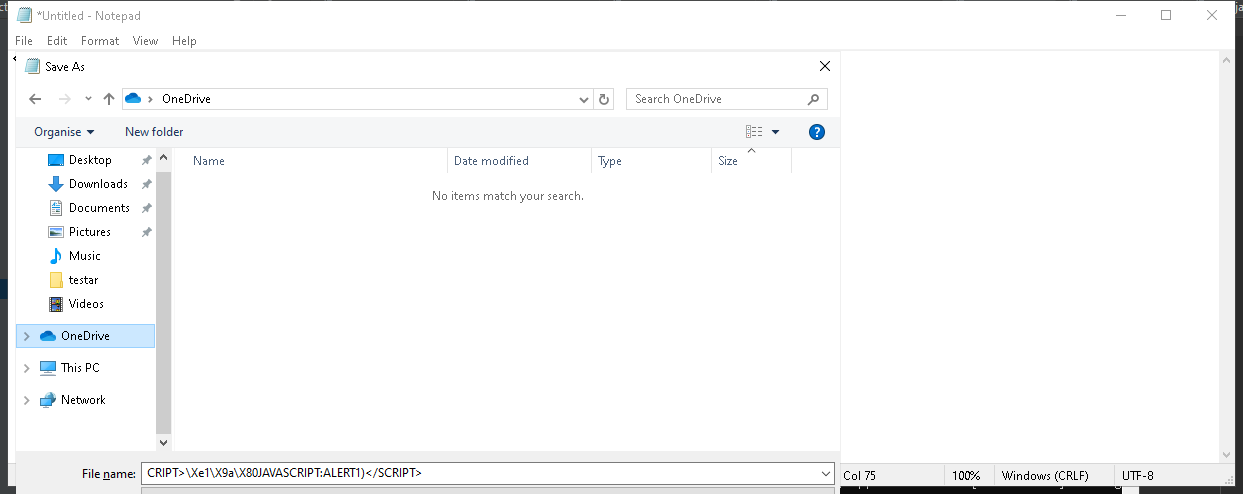 *Untitled - Notepad
File Edit Format View Help
Save As
OneDrive
Search OneDrive
Organise New folder
?
Name Date modified Type Size
No items match your search.
Desktop
Downloads
Documents
Pictures
Music
testar
Videos
OneDrive
This PC
Network
File name: CRIPT>\Xe1\X9a\X80JAVASCRIPT:ALERT1)</SCRIPT>
Col 75 100% Windows (CRLF) UTF-8